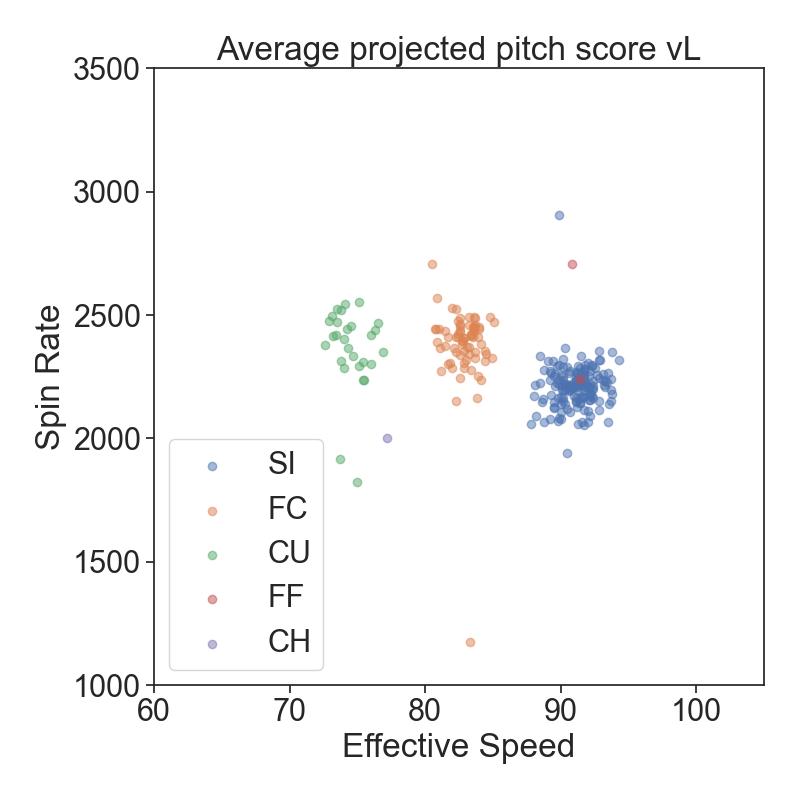 Average projected pitch score vL
3500
3000
2500
2000
1500
1000
Spin Rate
SI
FC
CU
FF
CH
60 70 80 90 100
Effective Speed